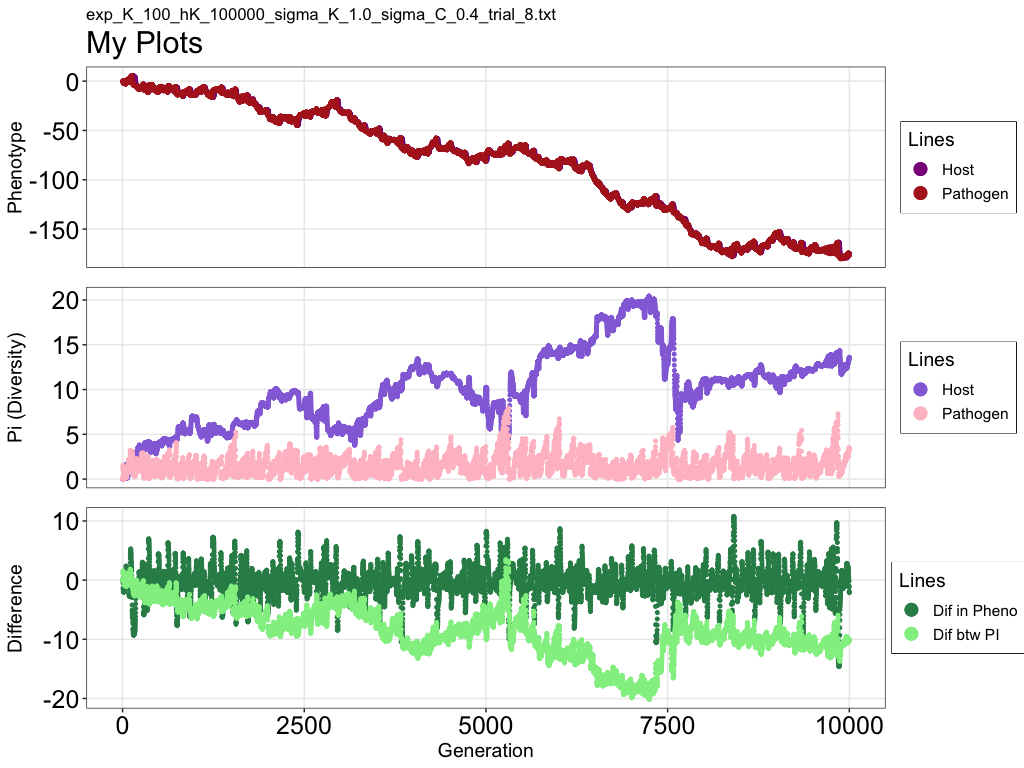 exp_K_100_hK_100000_sigma_K_1.0_sigma_C_0.4_trial_8.txt
My Plots
Phenotype
0
-50
-100
-150
Lines
Host
Pathogen
Pi (Diversity)
20
15
10
5
0
Lines
Host
Pathogen
Difference
10
0
-10
-20
Lines
Dif in Pheno
Dif btw PI
0 2500 5000 7500 10000
Generation